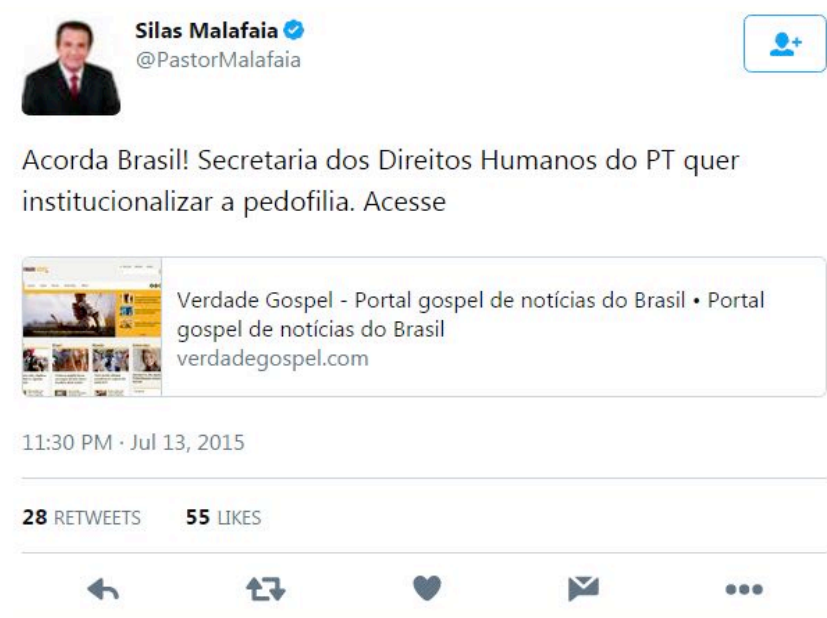 Silas Malafaia
@PastorMalafaia
Acorda Brasil! Secretaria dos Direitos Humanos do PT quer
institucionalizar a pedofilia. Acesse
Verdade Gospel - Portal gospel de notícias do Brasil • Portal
gospel de notícias do Brasil
verdadegospel.com
11:30 PM · Jul 13, 2015
28 RETWEETS 55 LIKES